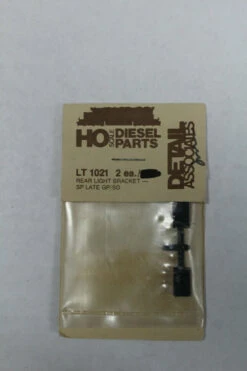 HO SCALE DIESEL PARTS
LT 1021 2 ea./
REAR LIGHT BRACKET —
SP LATE GP/SD
DETAIL ASSOCIATES